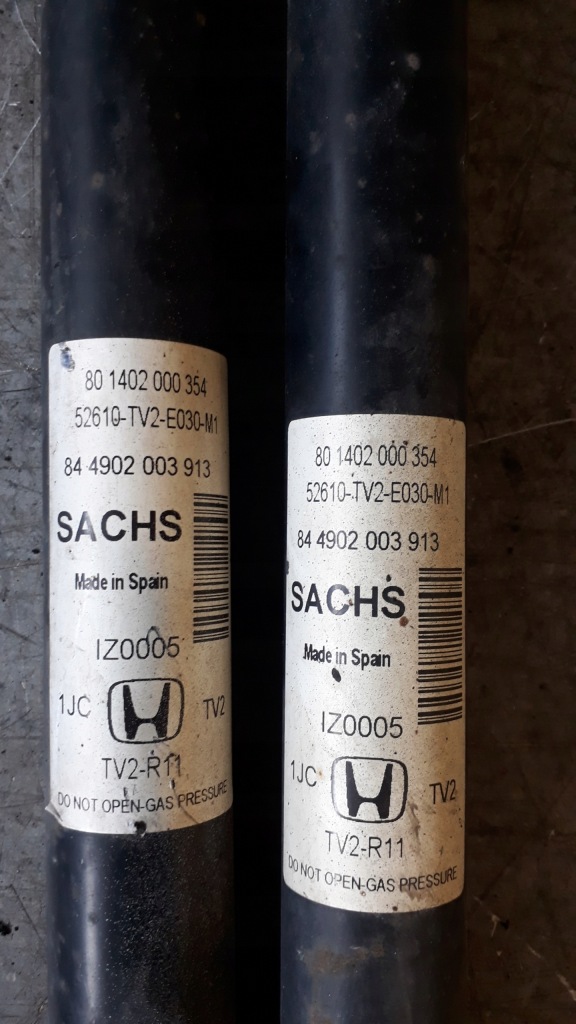 80 1402 000 354
52610-TV2-E030-M1
84 4902 003 913
SACHS
Made in Spain
IZ0005
1JC TV2
TV2-R11
DO NOT OPEN-GAS PRESSURE
80 1402 000 354
52610-TV2-E030-M1
84 4902 003 913
SACHS
Made in Spain
IZ0005
1JC TV2
TV2-R11
DO NOT OPEN-GAS PRESSURE